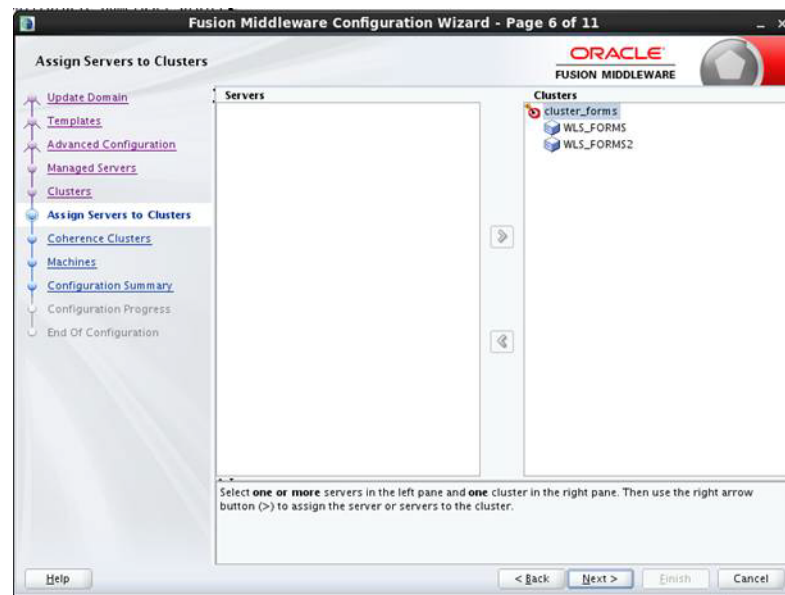 Fusion Middleware Configuration Wizard - Page 6 of 11
Assign Servers to Clusters
ORACLE
FUSION MIDDLEWARE
Update Domain
Templates
Advanced Configuration
Managed Servers
Clusters
Assign Servers to Clusters
Coherence Clusters
Machines
Configuration Summary
Configuration Progress
End Of Configuration
Servers
Clusters
cluster_forms
WLS_FORMS
WLS_FORMS2
Select one or more servers in the left pane and one cluster in the right pane. Then use the right arrow
button (>) to assign the server or servers to the cluster.
Help
< Back
Next >
Finish
Cancel